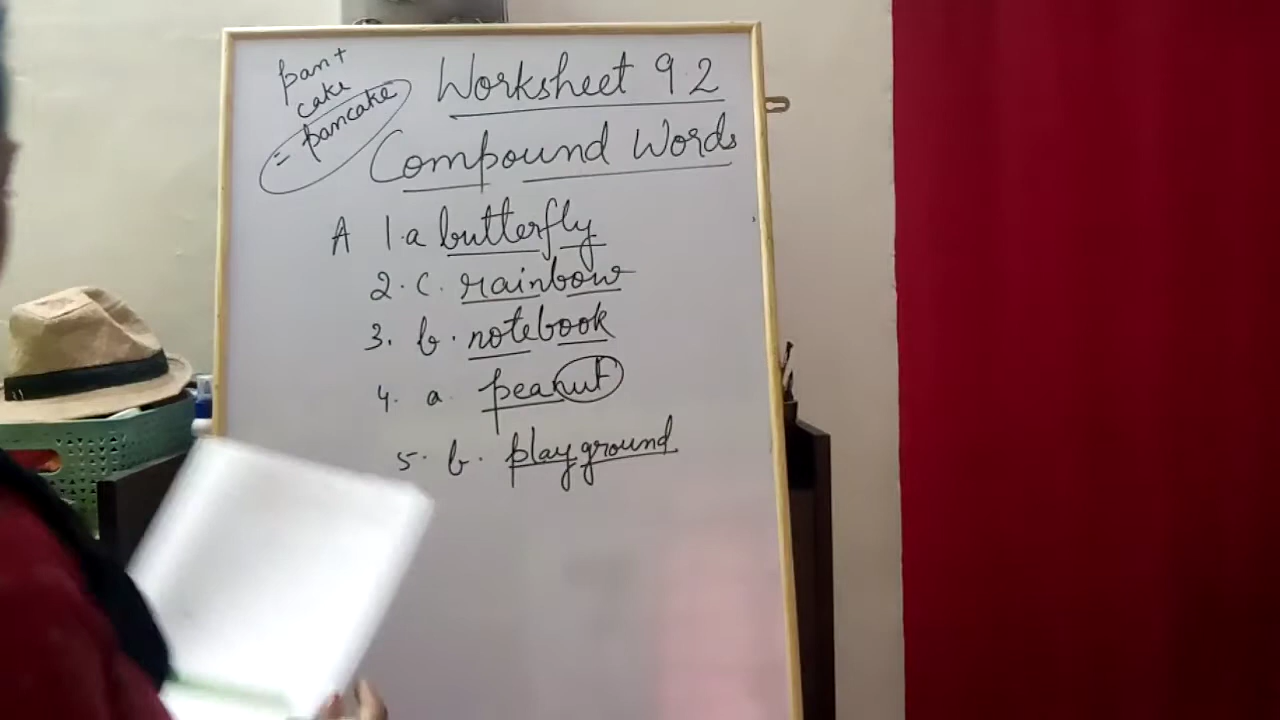 pan +
cake
= pancake
Worksheet 9.2
Compound Words
A 1.a butterfly
2. c. rainbow
3. b. notebook
4. a. peanut
5. b. playground